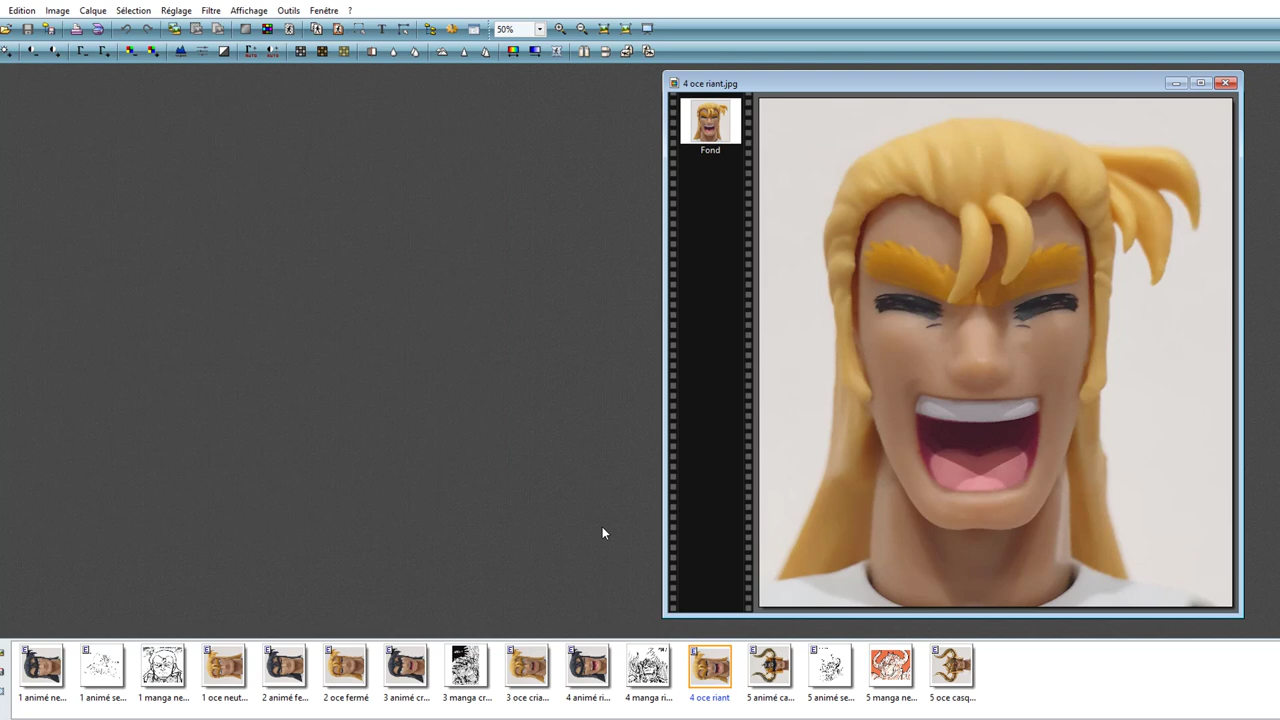 Edition Image Calque Sélection Réglage Filtre Affichage Outils Fenêtre ?
50%
4 oce riant.jpg
Fond
1 animé ne... 1 animé se... 1 manga ne... 1 oce neut... 2 animé fe... 2 oce fermé 3 animé cr... 3 manga cr... 3 oce cria... 4 animé ri... 4 manga ri... 4 oce riant 5 animé ca... 5 animé se... 5 manga ne... 5 oce casq...